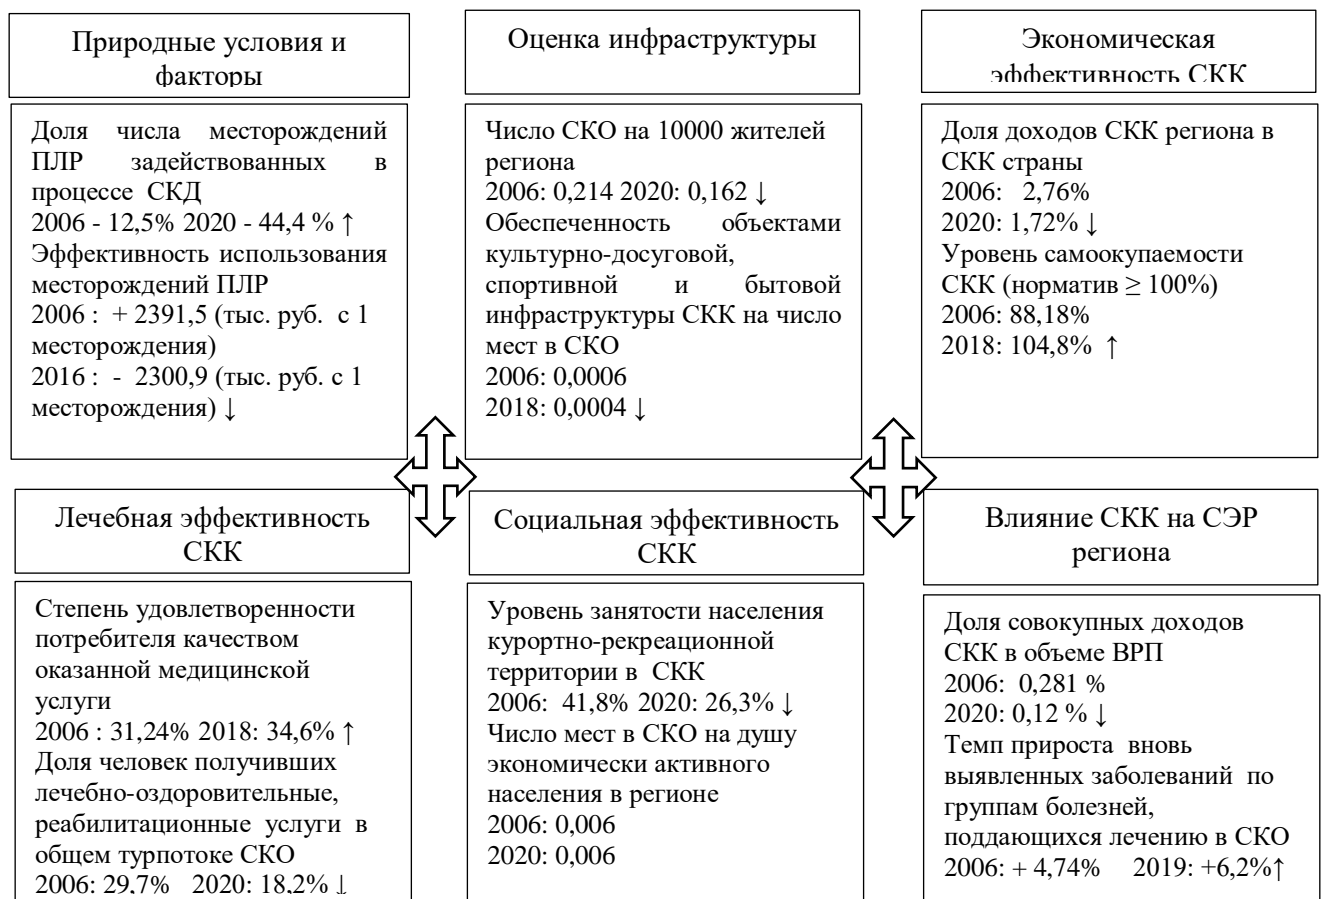 Природные условия и
факторы
Доля числа месторождений
ПЛР задействованных в
процессе СКД
2006 - 12,5% 2020 - 44,4 % ↑
Эффективность использования
месторождений ПЛР
2006 : + 2391,5 (тыс. руб. с 1
месторождения)
2016 : - 2300,9 (тыс. руб. с 1
месторождения) ↓
Оценка инфраструктуры
Число СКО на 10000 жителей
региона
2006: 0,214 2020: 0,162 ↓
Обеспеченность объектами
культурно-досуговой,
спортивной и бытовой
инфраструктуры СКК на число
мест в СКО
2006: 0,0006
2018: 0,0004 ↓
Экономическая
эффективность СКК
Доля доходов СКК региона в
СКК страны
2006: 2,76%
2020: 1,72% ↓
Уровень самоокупаемости
СКК (норматив ≥ 100%)
2006: 88,18%
2018: 104,8% ↑
Лечебная эффективность
СКК
Степень удовлетворенности
потребителя качеством
оказанной медицинской
услуги
2006 : 31,24% 2018: 34,6% ↑
Доля человек получивших
лечебно-оздоровительные,
реабилитационные услуги в
общем турпотоке СКО
2006: 29,7% 2020: 18,2% ↓
Социальная эффективность
СКК
Уровень занятости населения
курортно-рекреационной
территории в СКК
2006: 41,8% 2020: 26,3% ↓
Число мест в СКО на душу
экономически активного
населения в регионе
2006: 0,006
2020: 0,006
Влияние СКК на СЭР
региона
Доля совокупных доходов
СКК в объеме ВРП
2006: 0,281 %
2020: 0,12 % ↓
Темп прироста вновь
выявленных заболеваний по
группам болезней,
поддающихся лечению в СКО
2006: + 4,74% 2019: +6,2%↑